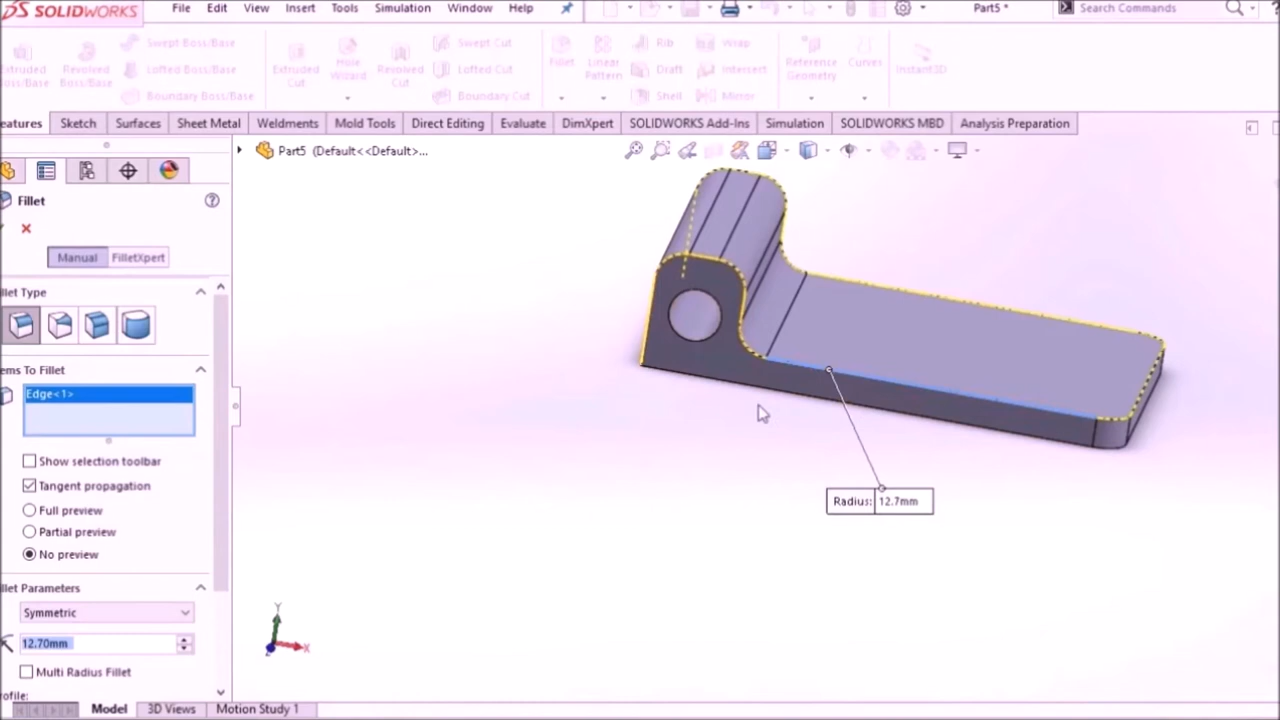 SOLIDWORKS File Edit View Insert Tools Simulation Window Help Part5 * Search Commands ?
Swept Boss/Base Swept Cut Rib Wrap
Extruded Boss/Base Revolved Boss/Base Lofted Boss/Base Extruded Cut Hole Wizard Revolved Cut Lofted Cut Fillet Linear Pattern Draft Intersect Reference Geometry Curves Instant3D
Boundary Boss/Base Boundary Cut Shell Mirror
eatures Sketch Surfaces Sheet Metal Weldments Mold Tools Direct Editing Evaluate DimXpert SOLIDWORKS Add-Ins Simulation SOLIDWORKS MBD Analysis Preparation
Part5 (Default<<Default>...
Fillet
Manual FilletXpert
llet Type
ems To Fillet
Edge<1>
Show selection toolbar
Tangent propagation
Full preview
Partial preview
No preview
llet Parameters
Symmetric
12.70mm
Multi Radius Fillet
rofile:
Radius: 12.7mm
Y
X
Z
Model 3D Views Motion Study 1